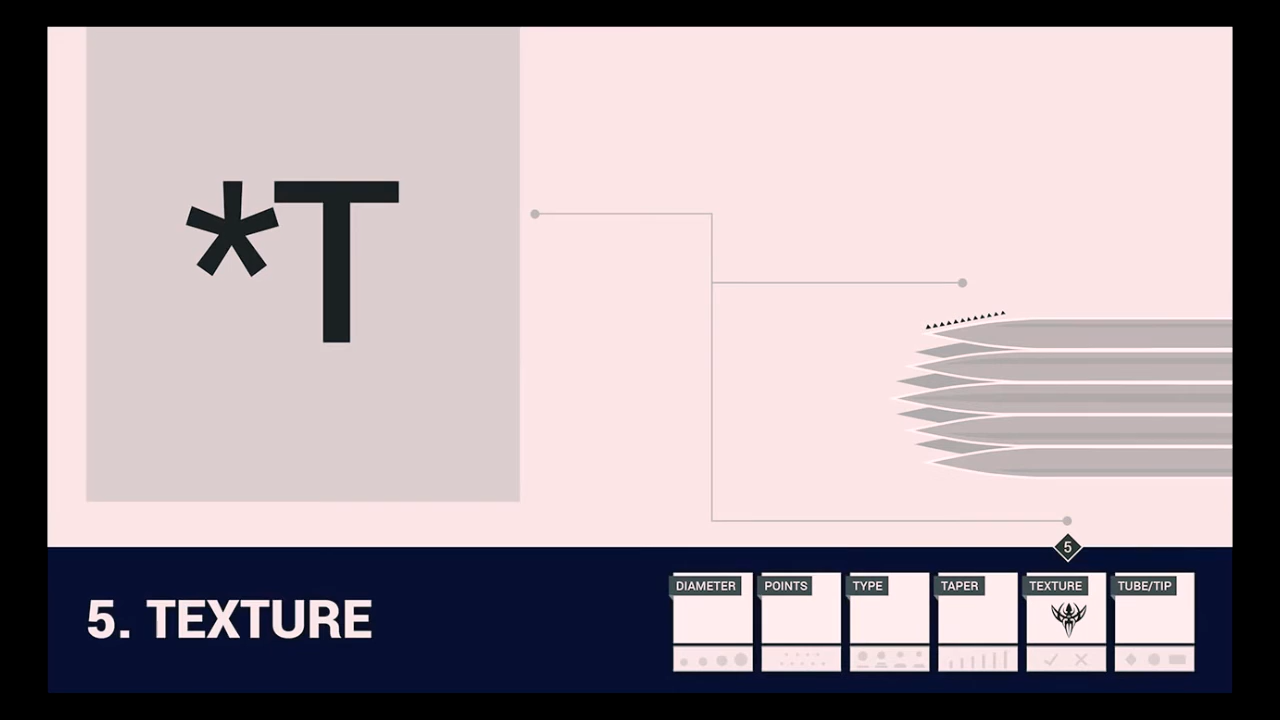 *T
5
5. TEXTURE
DIAMETER
POINTS
TYPE
TAPER
TEXTURE
TUBE/TIP